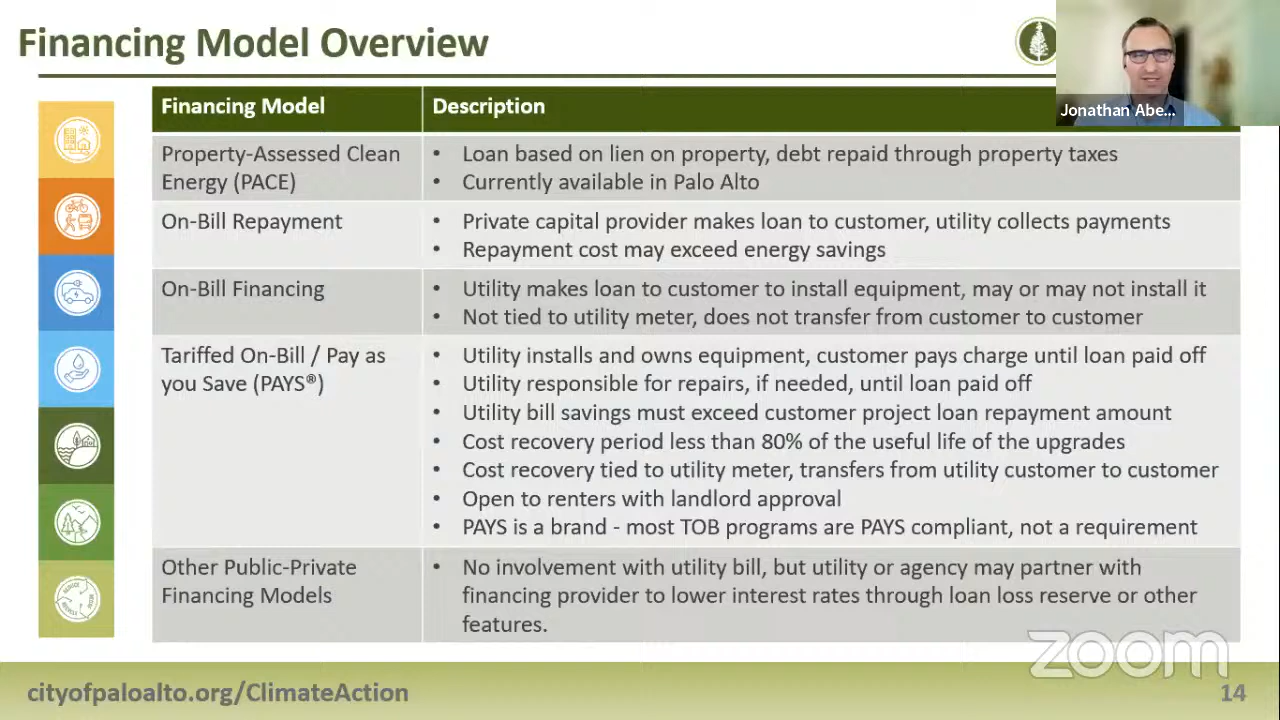 Financing Model Overview
Jonathan Abe...
Financing Model
Description
Property-Assessed Clean
Energy (PACE)
• Loan based on lien on property, debt repaid through property taxes
• Currently available in Palo Alto
On-Bill Repayment
• Private capital provider makes loan to customer, utility collects payments
• Repayment cost may exceed energy savings
On-Bill Financing
• Utility makes loan to customer to install equipment, may or may not install it
• Not tied to utility meter, does not transfer from customer to customer
Tariffed On-Bill / Pay as
you Save (PAYS®)
• Utility installs and owns equipment, customer pays charge until loan paid off
• Utility responsible for repairs, if needed, until loan paid off
• Utility bill savings must exceed customer project loan repayment amount
• Cost recovery period less than 80% of the useful life of the upgrades
• Cost recovery tied to utility meter, transfers from utility customer to customer
• Open to renters with landlord approval
• PAYS is a brand - most TOB programs are PAYS compliant, not a requirement
Other Public-Private
Financing Models
• No involvement with utility bill, but utility or agency may partner with
financing provider to lower interest rates through loan loss reserve or other
features.
zoom
cityofpaloalto.org/ClimateAction
14